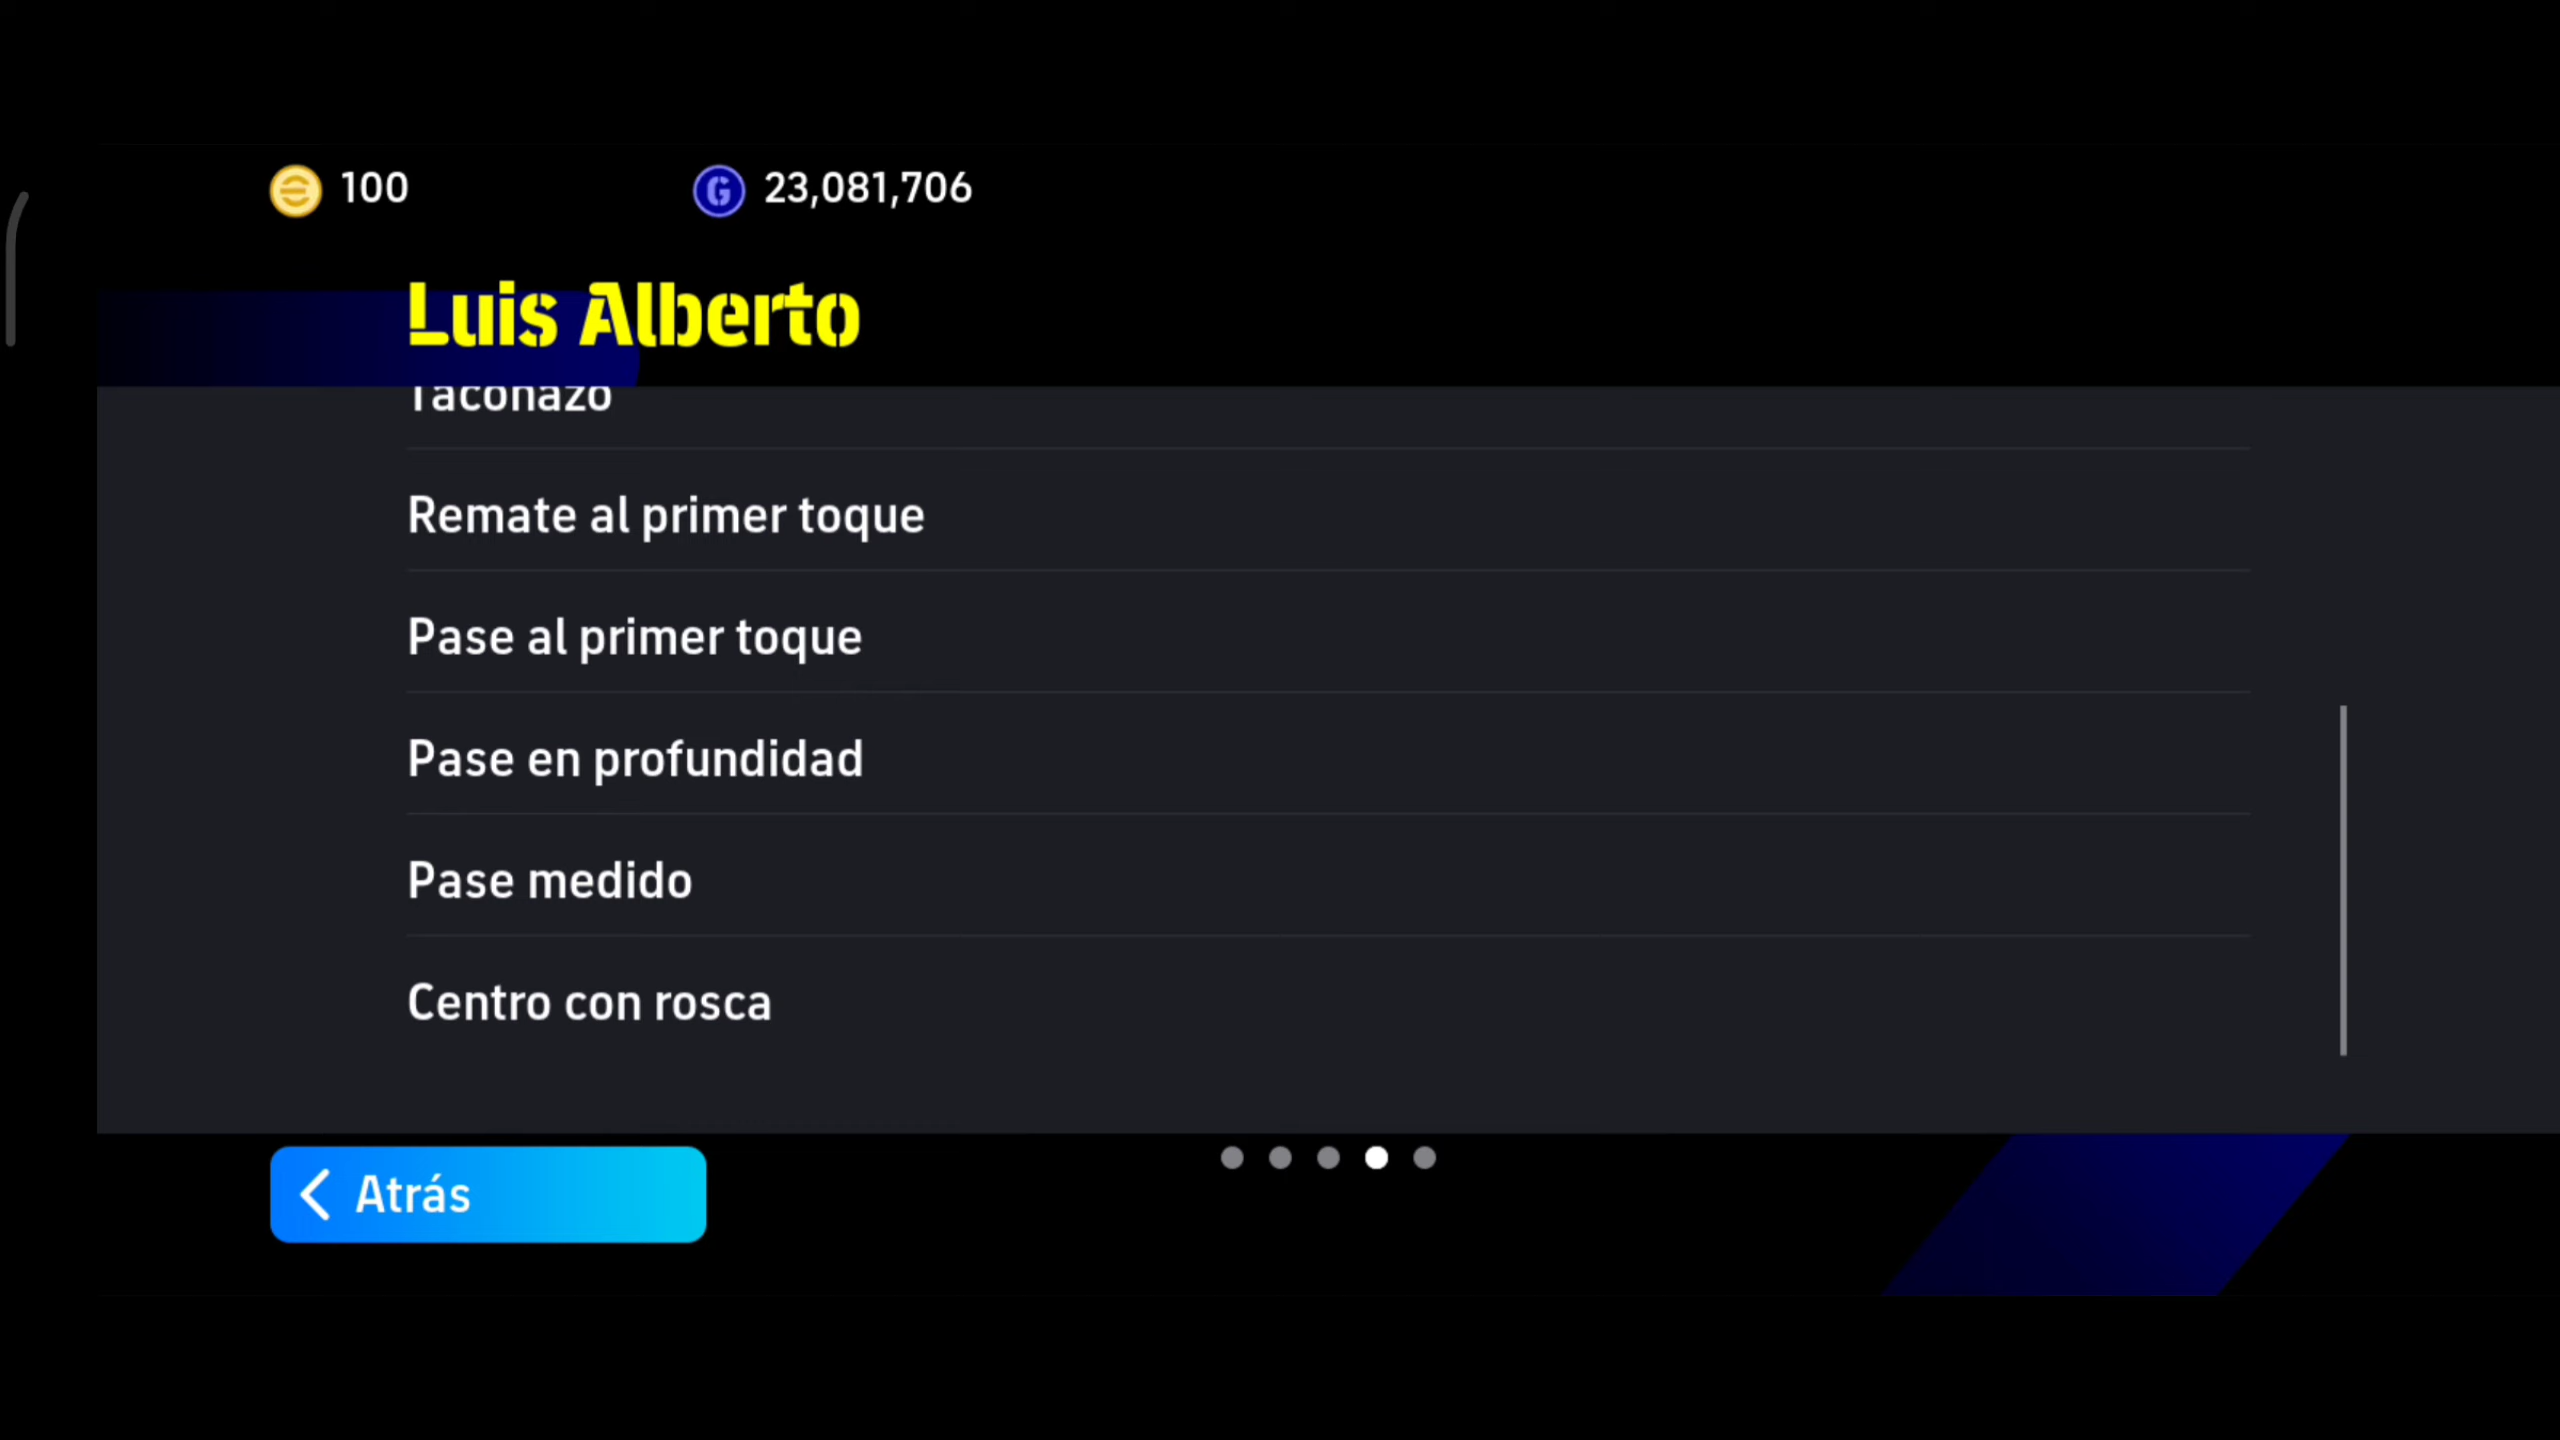 100
23,081,706
Luis Alberto
Taconazo
Remate al primer toque
Pase al primer toque
Pase en profundidad
Pase medido
Centro con rosca
Atrás